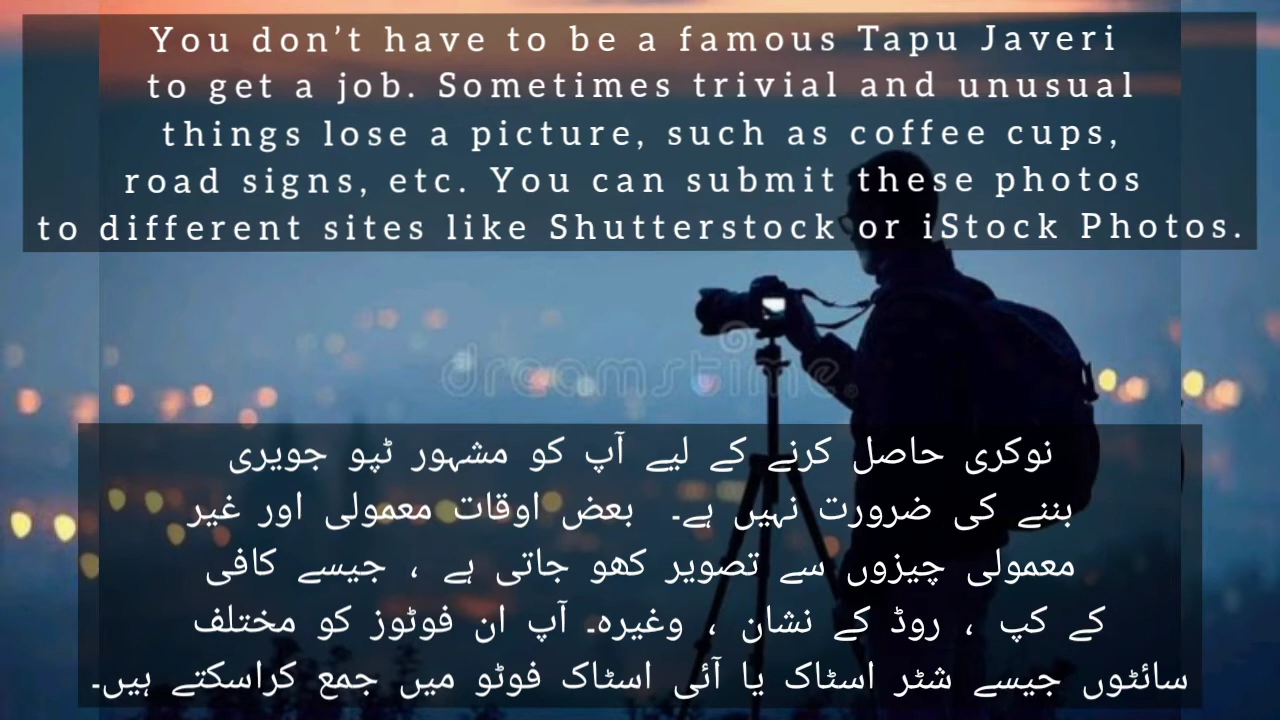 You don’t have to be a famous Tapu Javeri
to get a job. Sometimes trivial and unusual
things lose a picture, such as coffee cups,
road signs, etc. You can submit these photos
to different sites like Shutterstock or iStock Photos.
dreamstime.
نوکری حاصل کرنے کے لیے آپ کو مشہور ٹپو جویری
بننے کی ضرورت نہیں ہے۔ بعض اوقات معمولی اور غیر
معمولی چیزوں سے تصویر کھو جاتی ہے ، جیسے کافی
کے کپ ، روڈ کے نشان ، وغیرہ۔ آپ ان فوٹوز کو مختلف
سائٹوں جیسے شٹر اسٹاک یا آئی اسٹاک فوٹو میں جمع کراسکتے ہیں۔